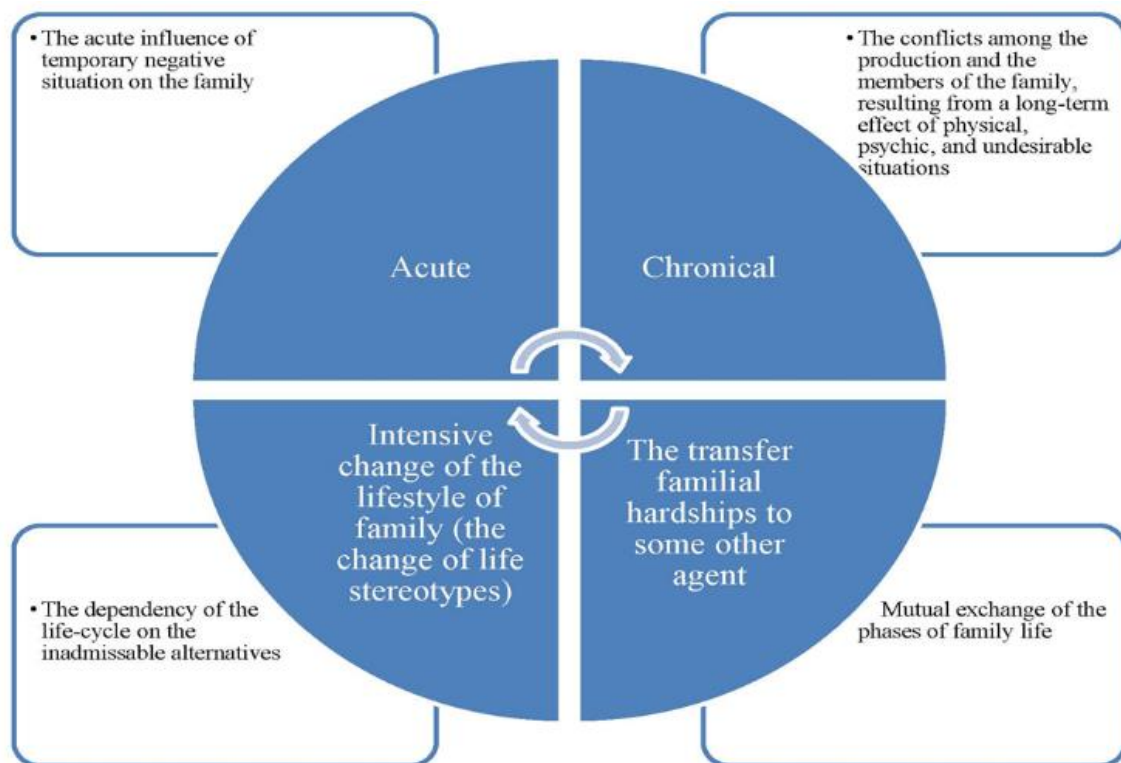 • The acute influence of
temporary negative
situation on the family
• The conflicts among the
production and the
members of the family,
resulting from a long-term
effect of physical,
psychic, and undesirable
situations
Acute
Chronical
Intensive
change of the
lifestyle of
family (the
change of life
stereotypes)
The transfer
familial
hardships to
some other
agent
• The dependency of the
life-cycle on the
inadmissable alternatives
Mutual exchange of the
phases of family life